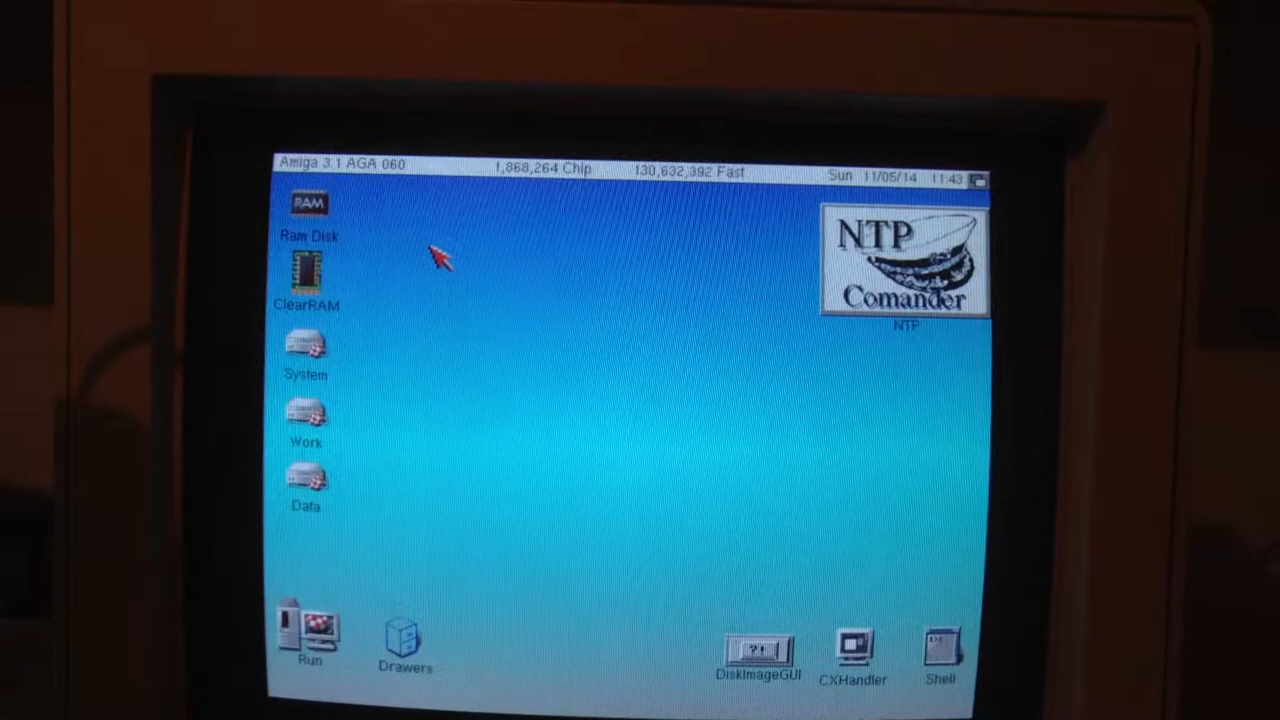 Amiga 3.1 AGA 060 1,868,264 Chip 130,632,392 Fast Sun 11/05/14 11:43
RAM
Ram Disk
ClearRAM
System
Work
Data
NTP
Comander
NTP
Run
Drawers
?!
DiskImageGUI
CXHandler
Shell